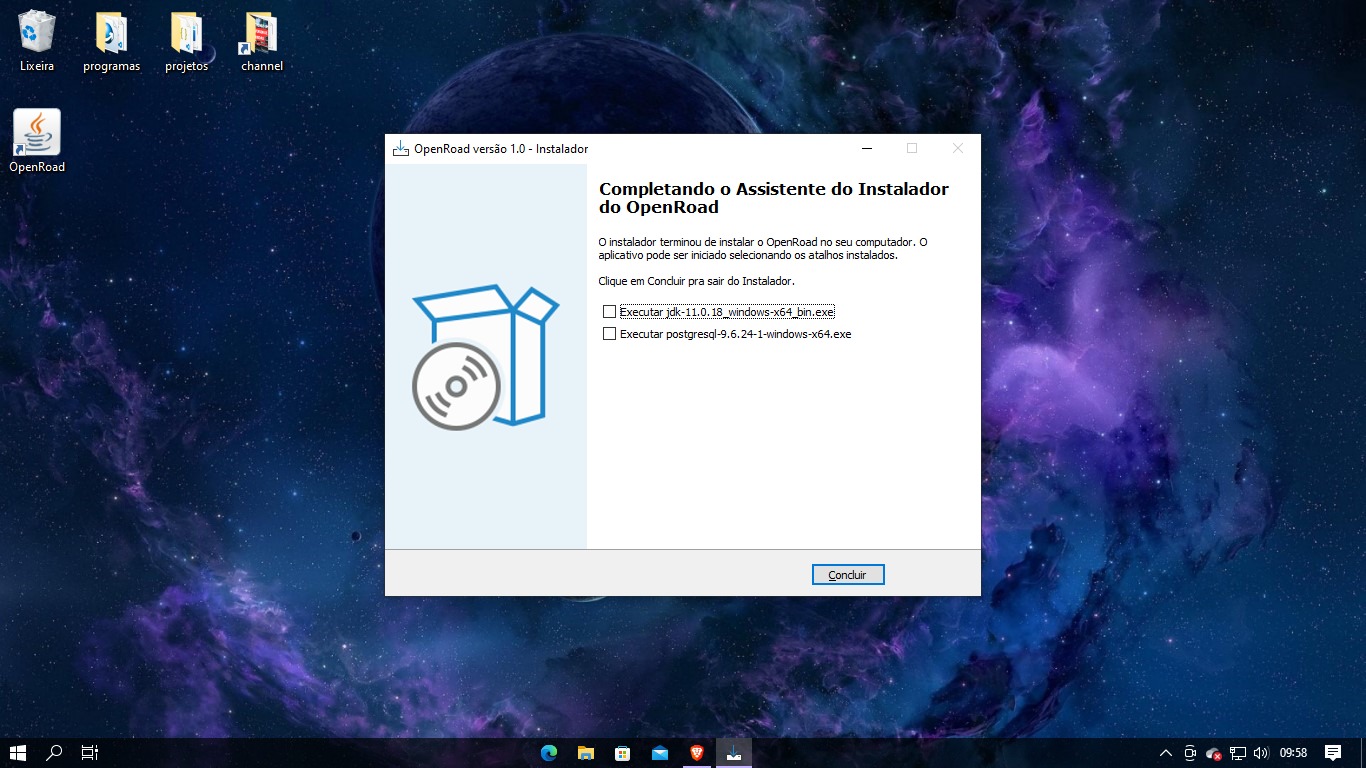 Lixeira
programas
projetos
channel
OpenRoad
OpenRoad versão 1.0 - Instalador
Completando o Assistente do Instalador
do OpenRoad
O instalador terminou de instalar o OpenRoad no seu computador. O
aplicativo pode ser iniciado selecionando os atalhos instalados.
Clique em Concluir pra sair do Instalador.
Executar jdk-11.0.18_windows-x64_bin.exe
Executar postgresql-9.6.24-1-windows-x64.exe
Concluir
09:58